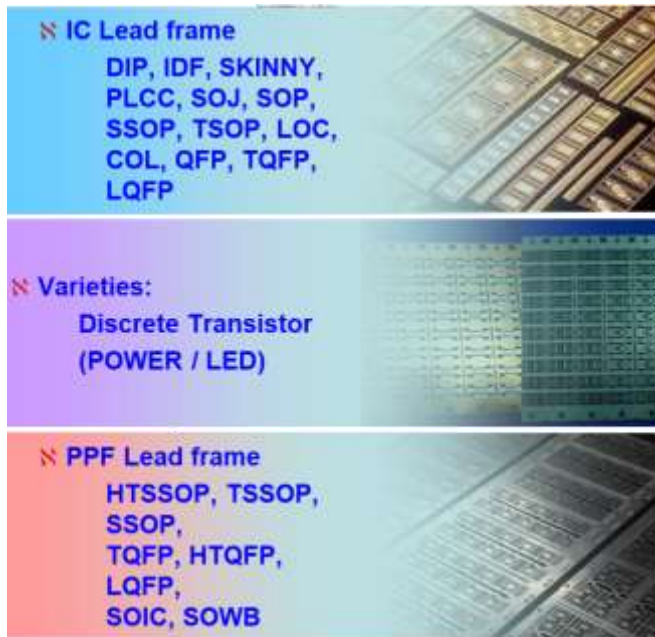 ℵ IC Lead frame
DIP, IDF, SKINNY,
PLCC, SOJ, SOP,
SSOP, TSOP, LOC,
COL, QFP, TQFP,
LQFP
ℵ Varieties:
Discrete Transistor
(POWER / LED)
ℵ PPF Lead frame
HTSSOP, TSSOP,
SSOP,
TQFP, HTQFP,
LQFP,
SOIC, SOWB